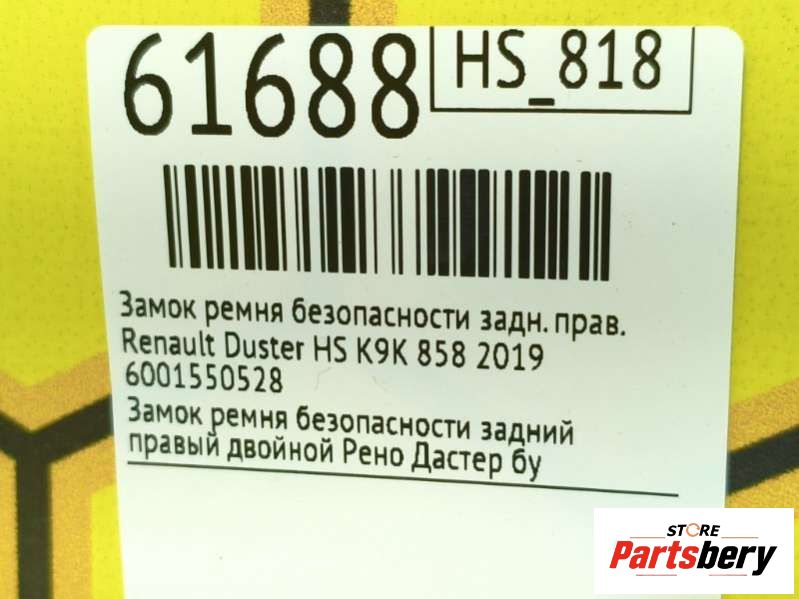 61688
HS_818
Замок ремня безопасности задн. прав.
Renault Duster HS K9K 858 2019
6001550528
Замок ремня безопасности задний
правый двойной Рено Дастер бу
STORE
Partsbery